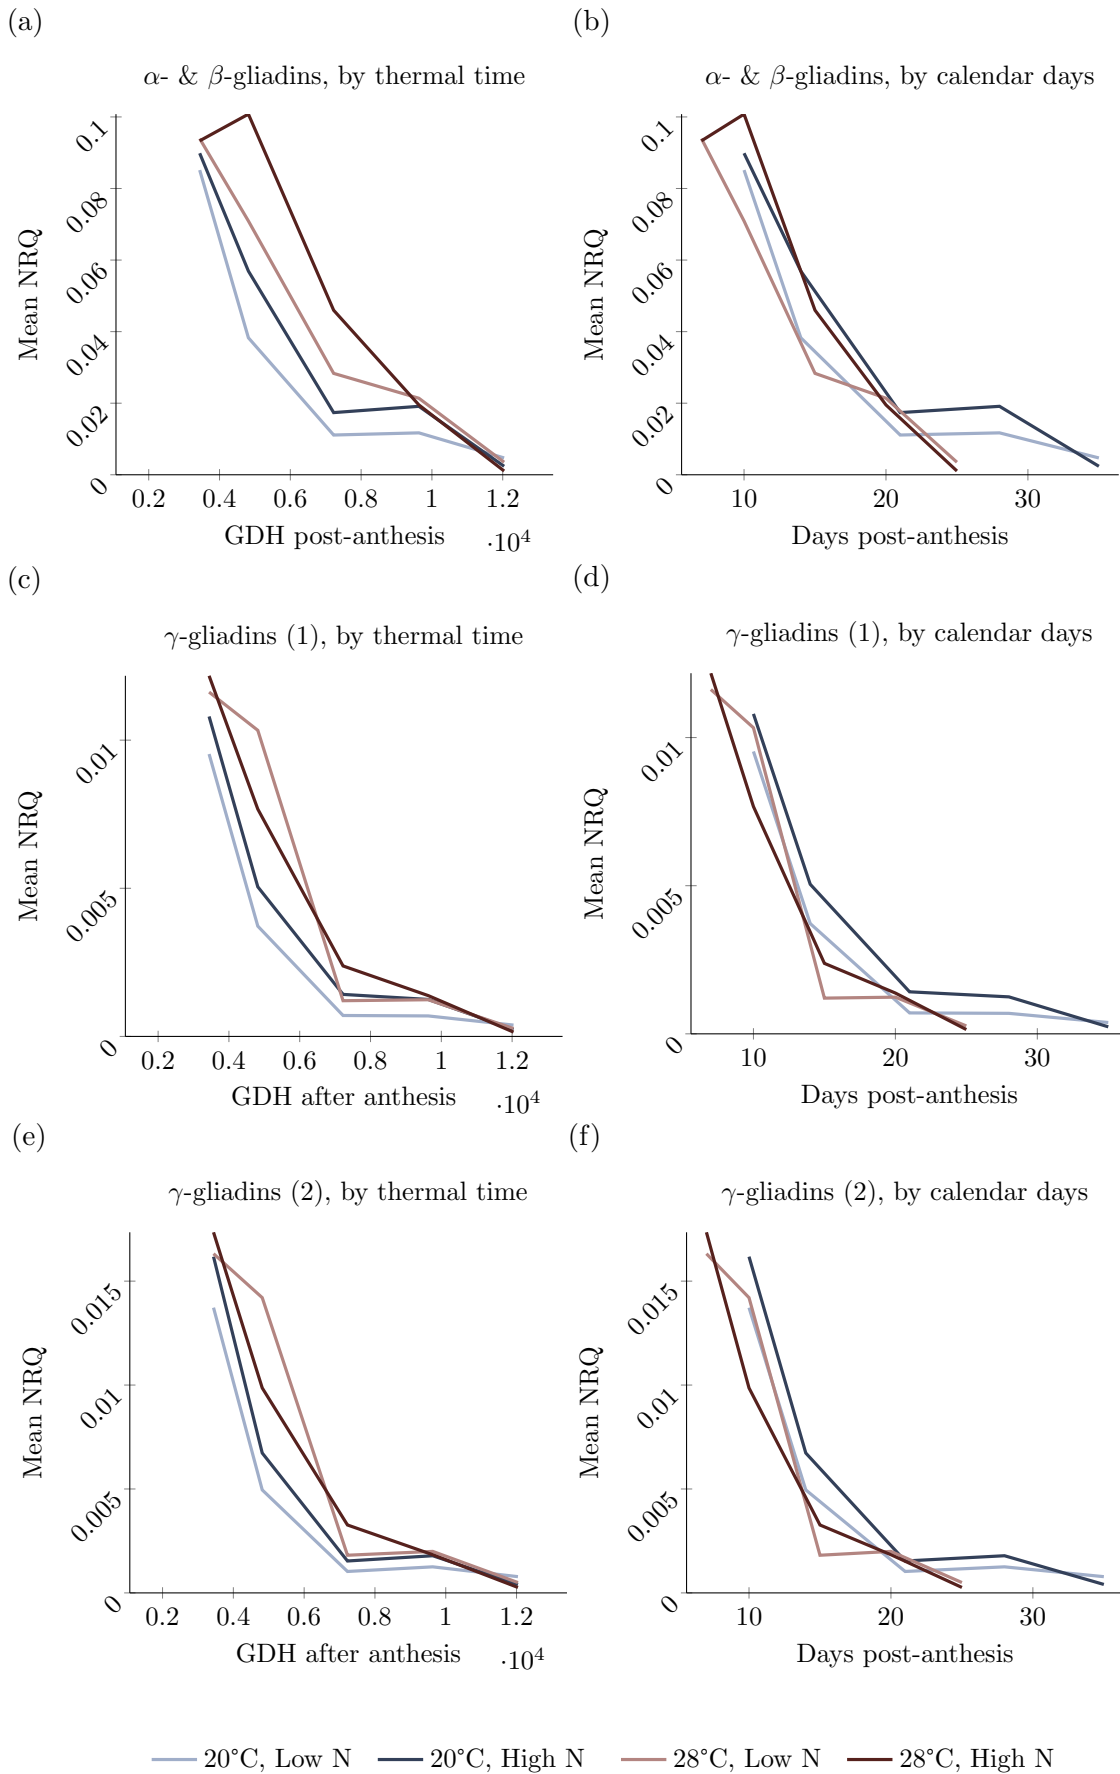 (a)
(b)
α- & β-gliadins, by thermal time
α- & β-gliadins, by calendar days
Mean NRQ
0.1
0.08
0.06
0.04
0.02
0
0.2 0.4 0.6 0.8 1 1.2
GDH post-anthesis
·10⁴
Mean NRQ
0.1
0.08
0.06
0.04
0.02
0
10 20 30
Days post-anthesis
(c)
(d)
γ-gliadins (1), by thermal time
γ-gliadins (1), by calendar days
Mean NRQ
0.01
0.005
0
0.2 0.4 0.6 0.8 1 1.2
GDH after anthesis
·10⁴
Mean NRQ
0.01
0.005
0
10 20 30
Days post-anthesis
(e)
(f)
γ-gliadins (2), by thermal time
γ-gliadins (2), by calendar days
Mean NRQ
0.015
0.01
0.005
0
0.2 0.4 0.6 0.8 1 1.2
GDH after anthesis
·10⁴
Mean NRQ
0.015
0.01
0.005
0
10 20 30
Days post-anthesis
20°C, Low N 20°C, High N 28°C, Low N 28°C, High N